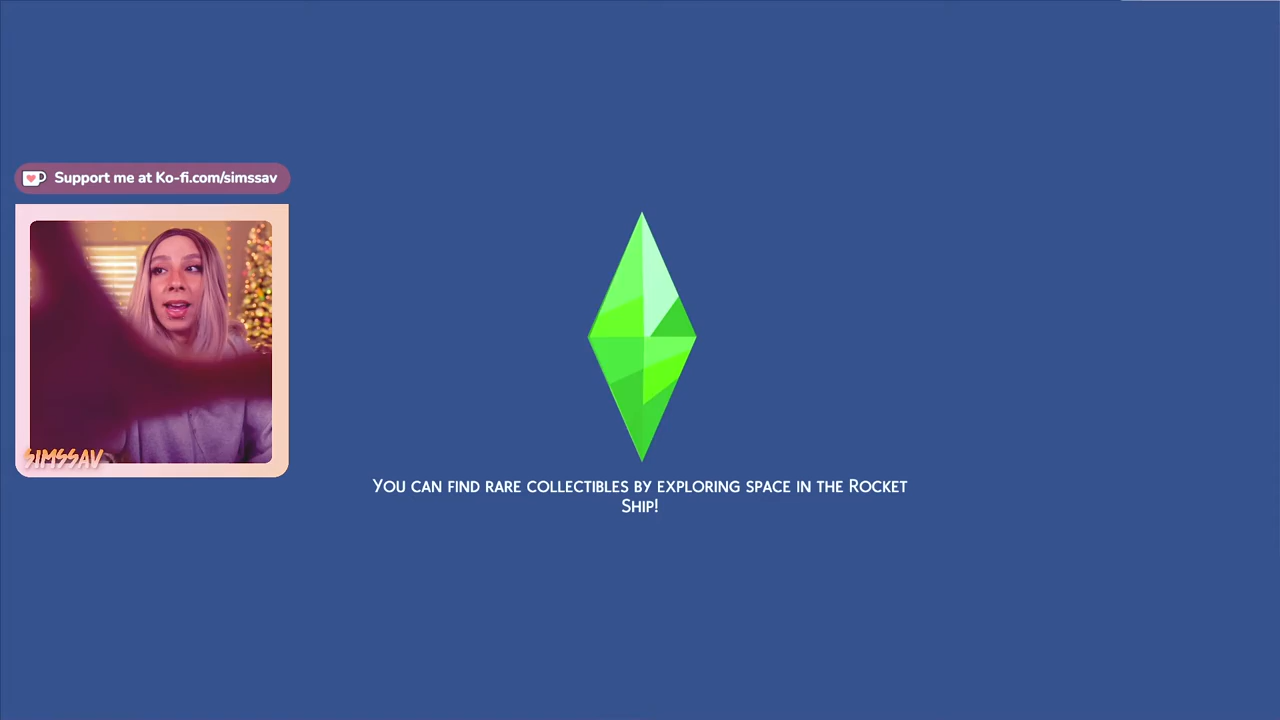 Support me at Ko-fi.com/simssav
SIMSSAV
YOU CAN FIND RARE COLLECTIBLES BY EXPLORING SPACE IN THE ROCKET
SHIP!